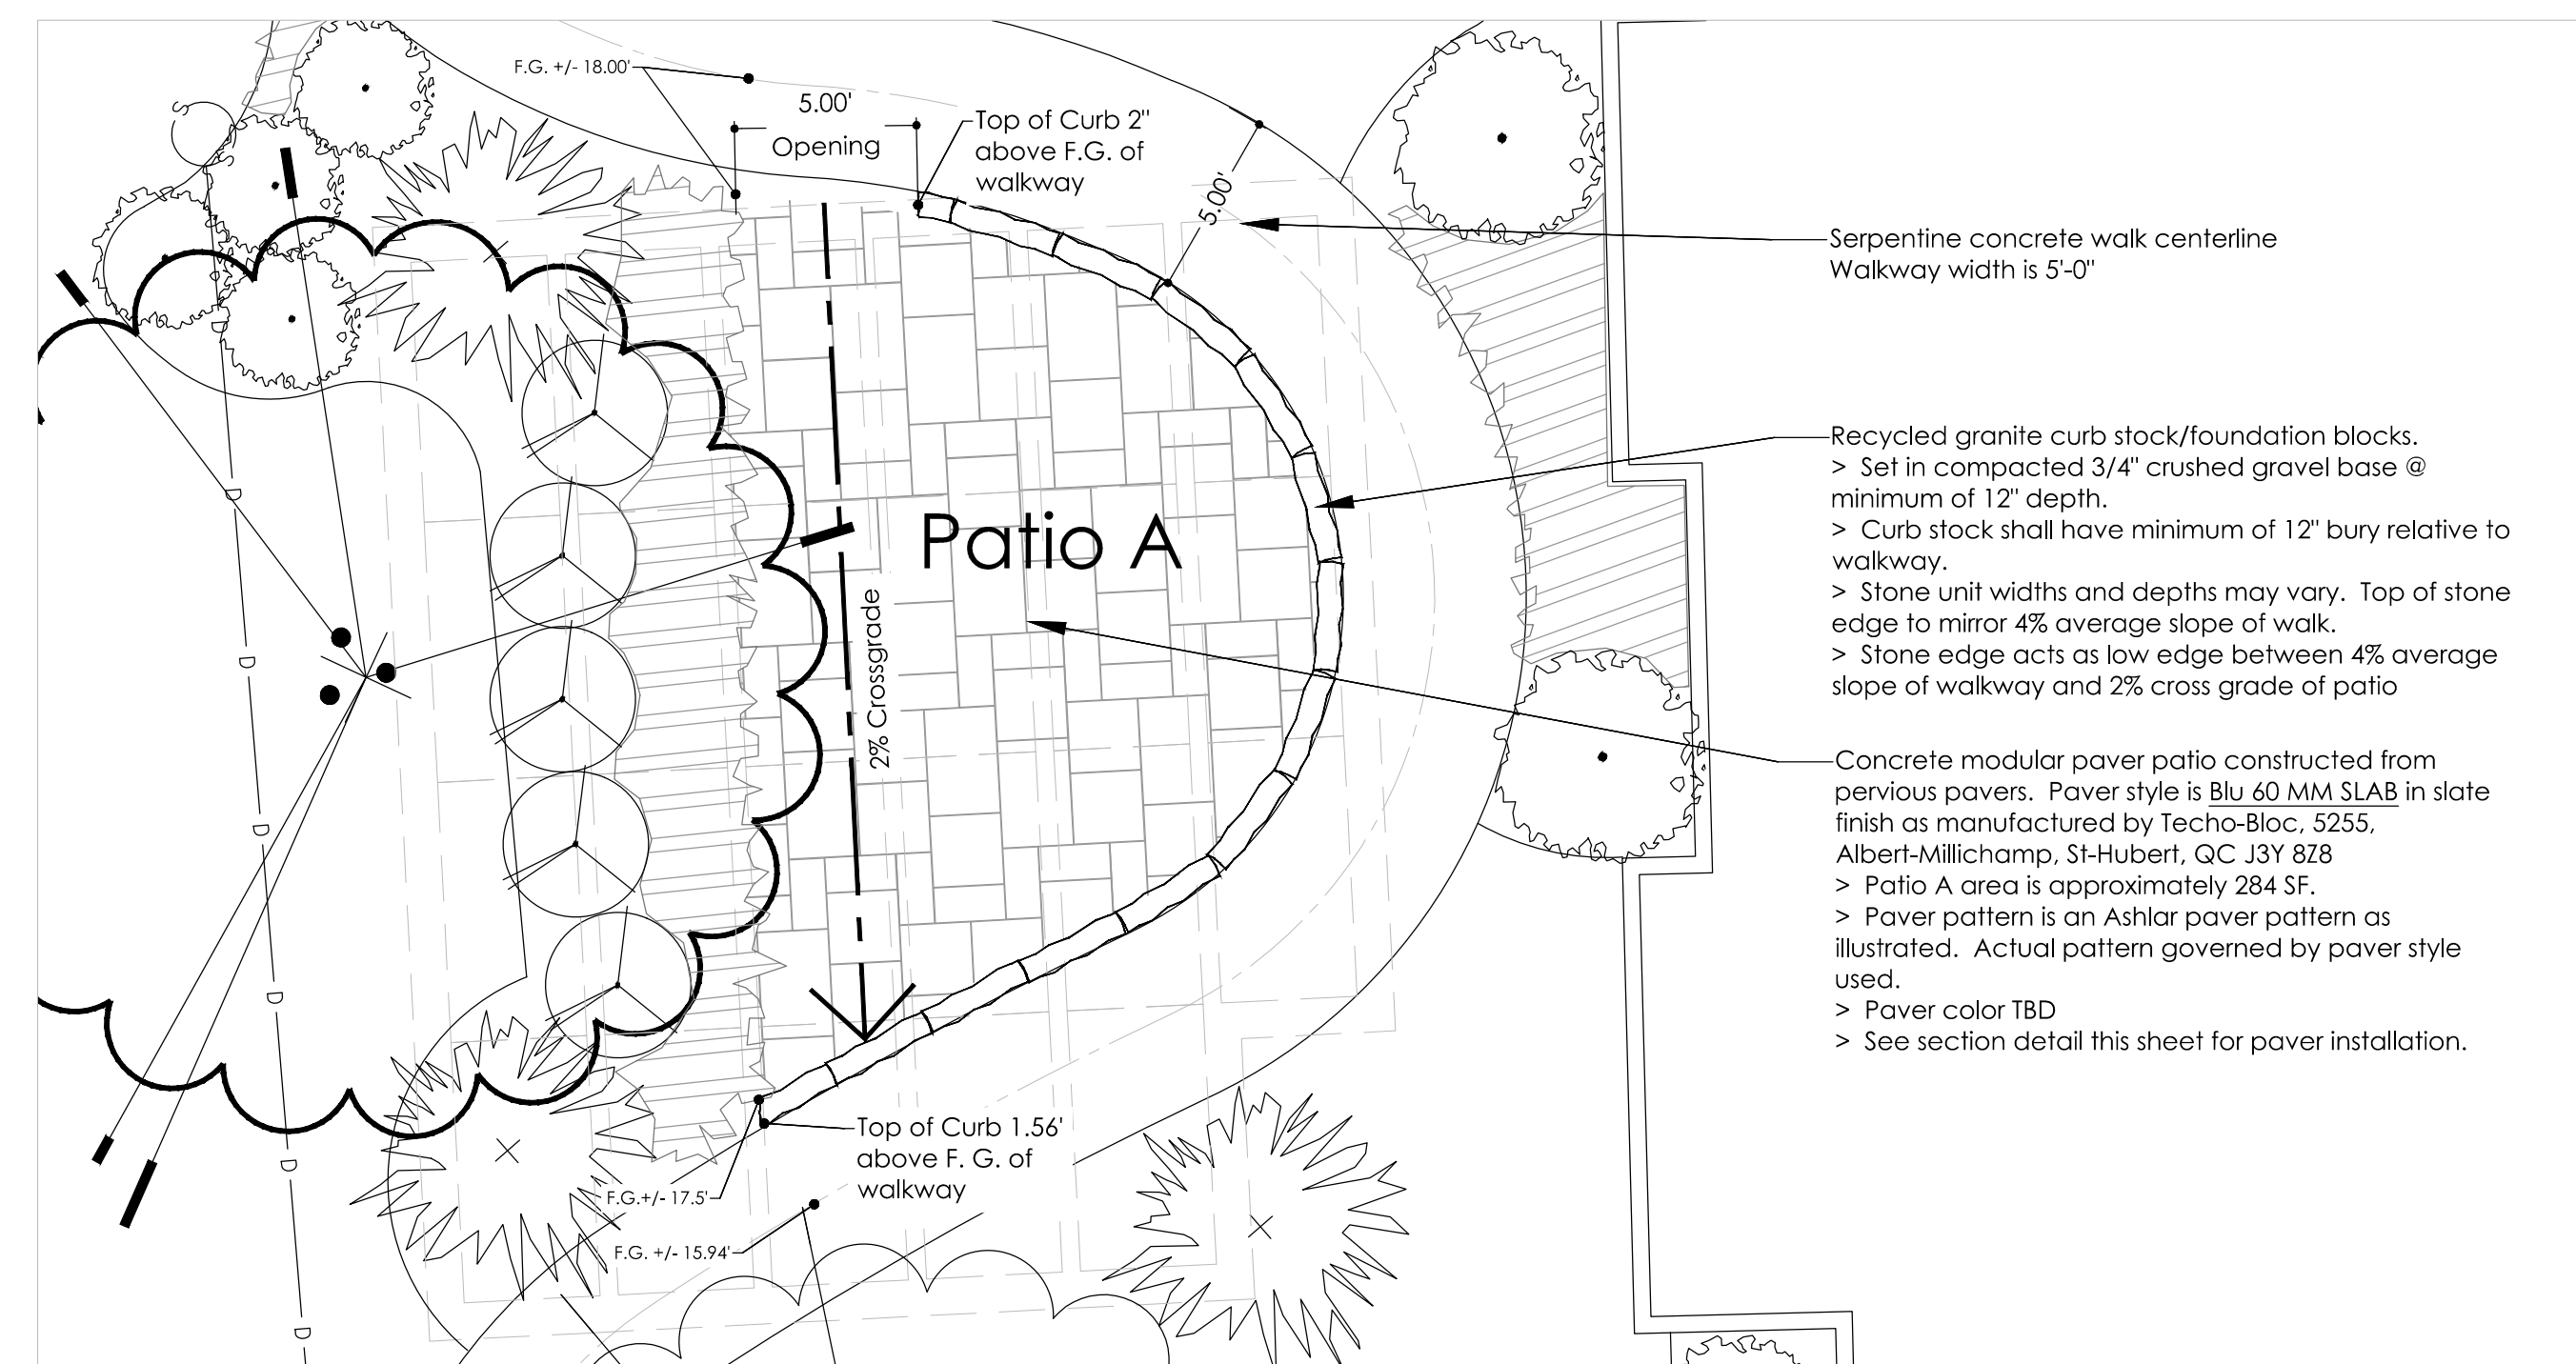 F.G. +/- 18.00'
5.00'
Opening
Top of Curb 2"
above F.G. of
walkway
S
S
5.00'
Serpentine concrete walk centerline
Walkway width is 5'-0"
D
D
D
D
D
D
D
Patio A
2% Crossgrade
Recycled granite curb stock/foundation blocks.
> Set in compacted 3/4" crushed gravel base @
minimum of 12" depth.
> Curb stock shall have minimum of 12" bury relative to
walkway.
> Stone unit widths and depths may vary. Top of stone
edge to mirror 4% average slope of walk.
> Stone edge acts as low edge between 4% average
slope of walkway and 2% cross grade of patio
Concrete modular paver patio constructed from
pervious pavers. Paver style is Blu 60 MM SLAB in slate
finish as manufactured by Techo-Bloc, 5255,
Albert-Millichamp, St-Hubert, QC J3Y 8Z8
> Patio A area is approximately 284 SF.
> Paver pattern is an Ashlar paver pattern as
illustrated. Actual pattern governed by paver style
used.
> Paver color TBD
> See section detail this sheet for paver installation.
Top of Curb 1.56'
above F. G. of
walkway
F.G.+/- 17.5'
F.G. +/- 15.94'